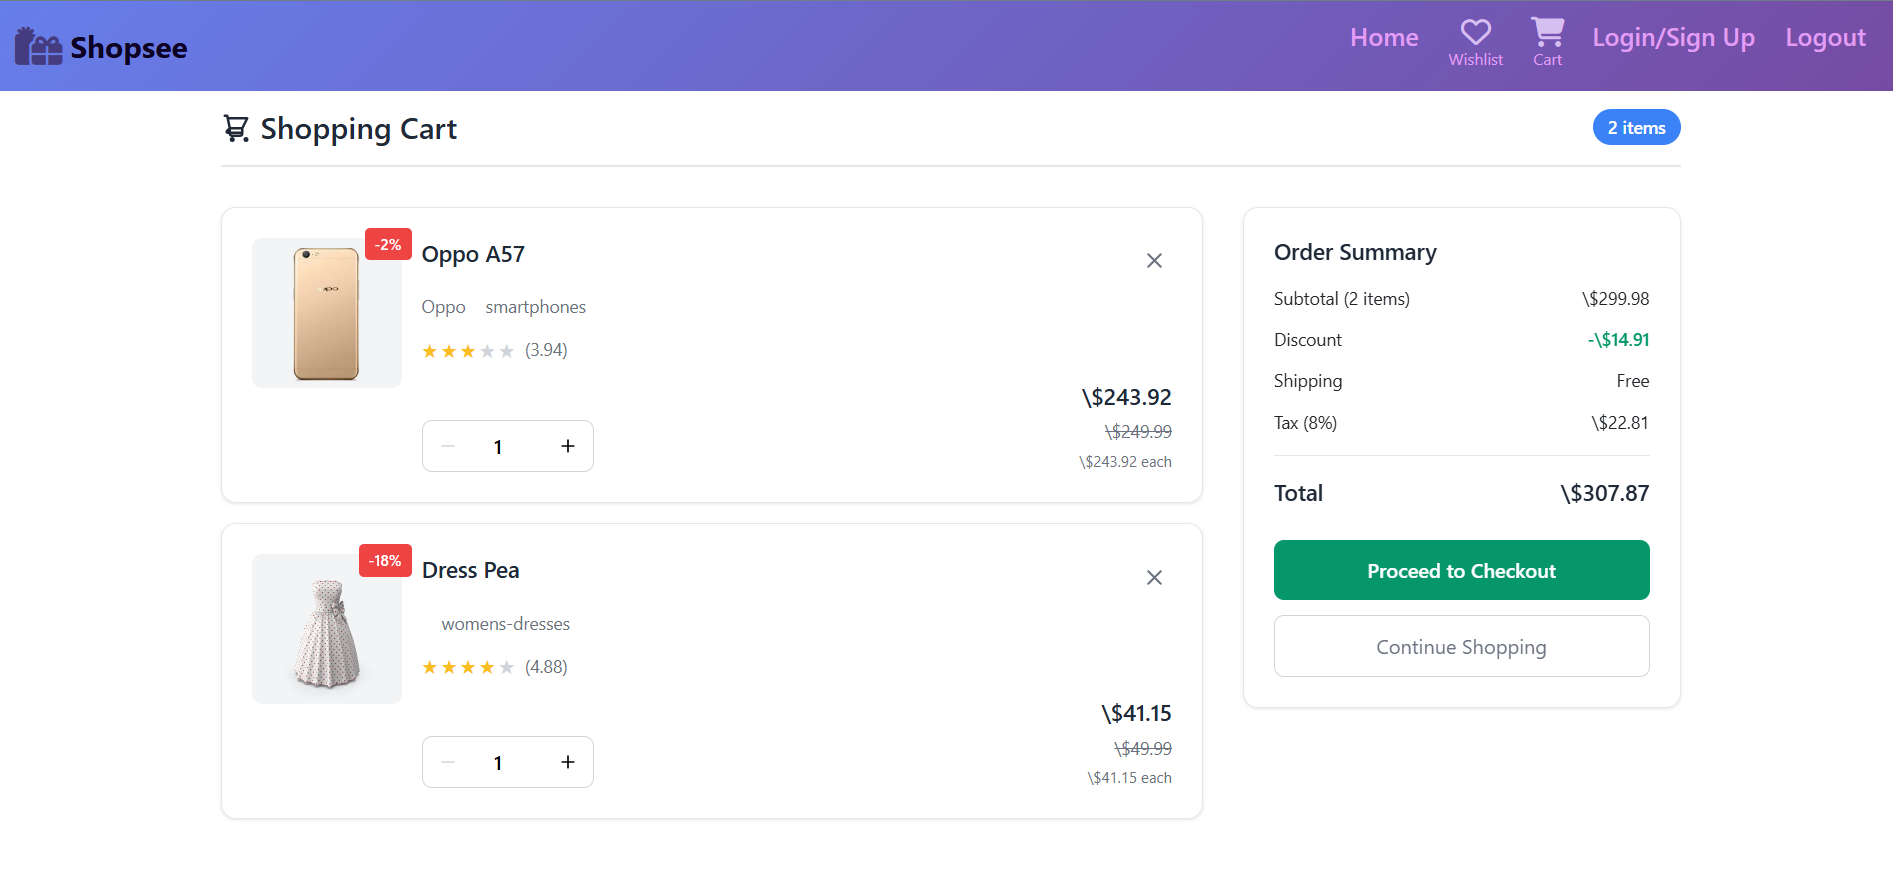 Shopsee
Home
Wishlist
Cart
Login/Sign Up
Logout
Shopping Cart
2 items
-2%
oppo
Oppo A57
Oppo smartphones
(3.94)
\$243.92
\$249.99
1
\$243.92 each
-18%
Dress Pea
womens-dresses
(4.88)
\$41.15
\$49.99
1
\$41.15 each
Order Summary
Subtotal (2 items) \$299.98
Discount -\$14.91
Shipping Free
Tax (8%) \$22.81
Total \$307.87
Proceed to Checkout
Continue Shopping